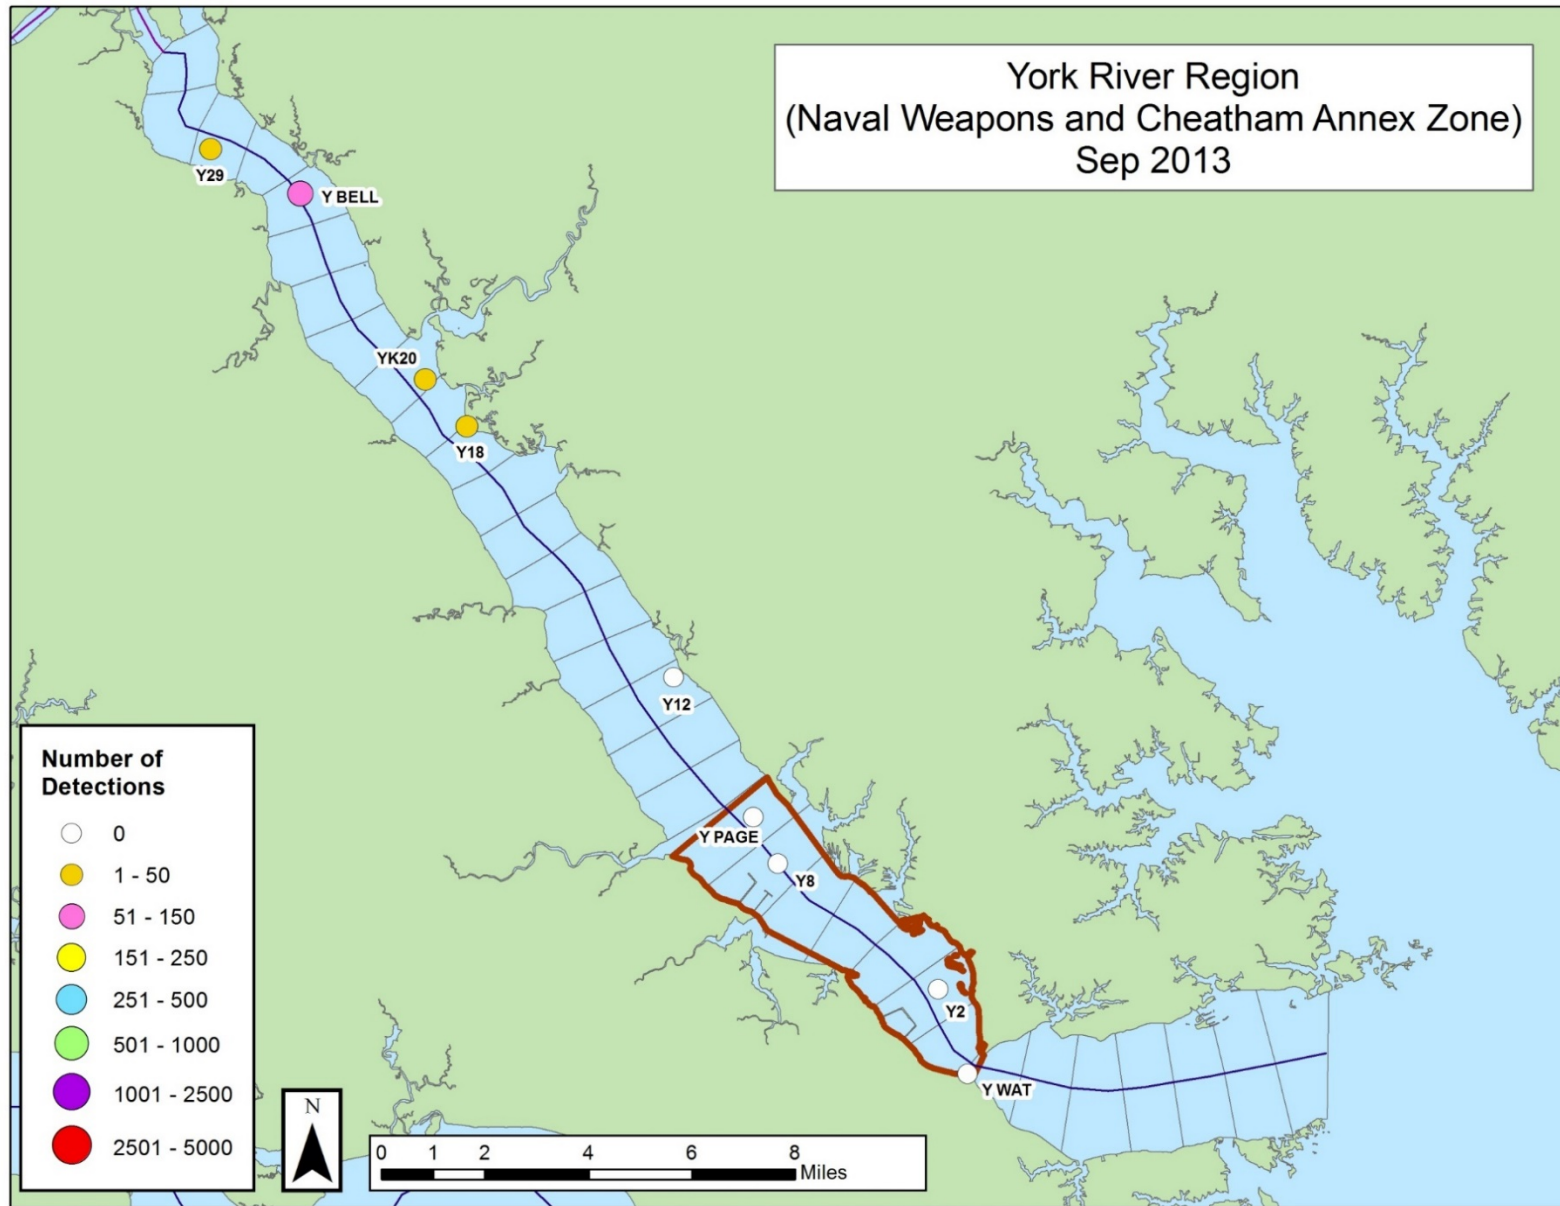 York River Region
(Naval Weapons and Cheatham Annex Zone)
Sep 2013
Y29
Y BELL
YK20
Y18
Y12
Y PAGE
Y8
Y2
Y WAT
Number of
Detections
0
1 - 50
51 - 150
151 - 250
251 - 500
501 - 1000
1001 - 2500
2501 - 5000
N
0 1 2 4 6 8
Miles